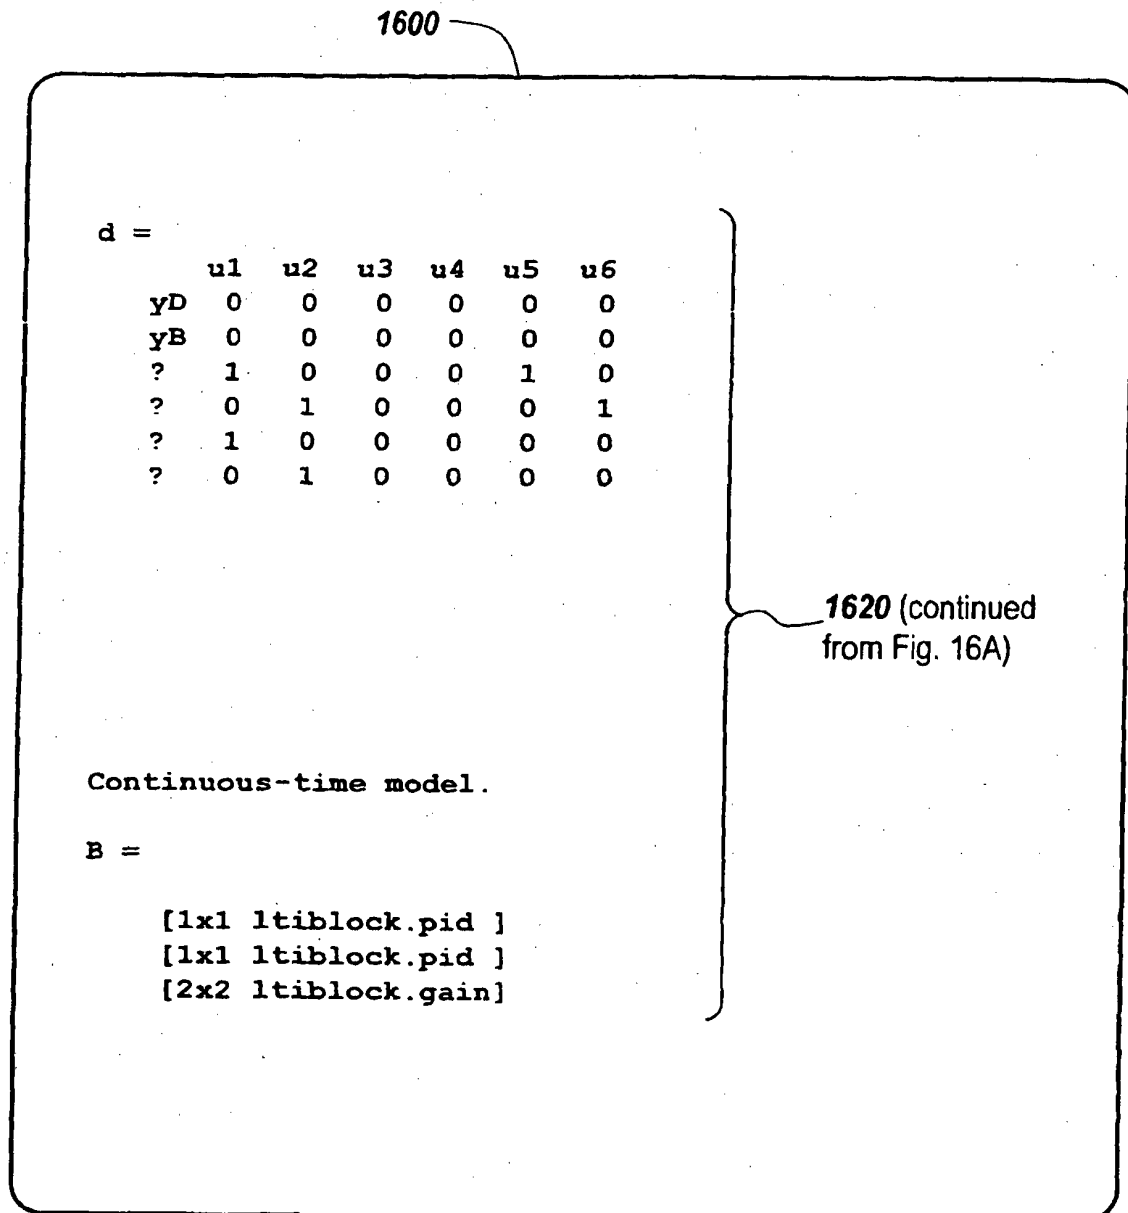 1600
d =
u1 u2 u3 u4 u5 u6
yD 0 0 0 0 0 0
yB 0 0 0 0 0 0
? 1 0 0 0 1 0
? 0 1 0 0 0 1
? 1 0 0 0 0 0
? 0 1 0 0 0 0
1620 (continued
from Fig. 16A)
Continuous-time model.
B =
[1x1 ltiblock.pid ]
[1x1 ltiblock.pid ]
[2x2 ltiblock.gain]